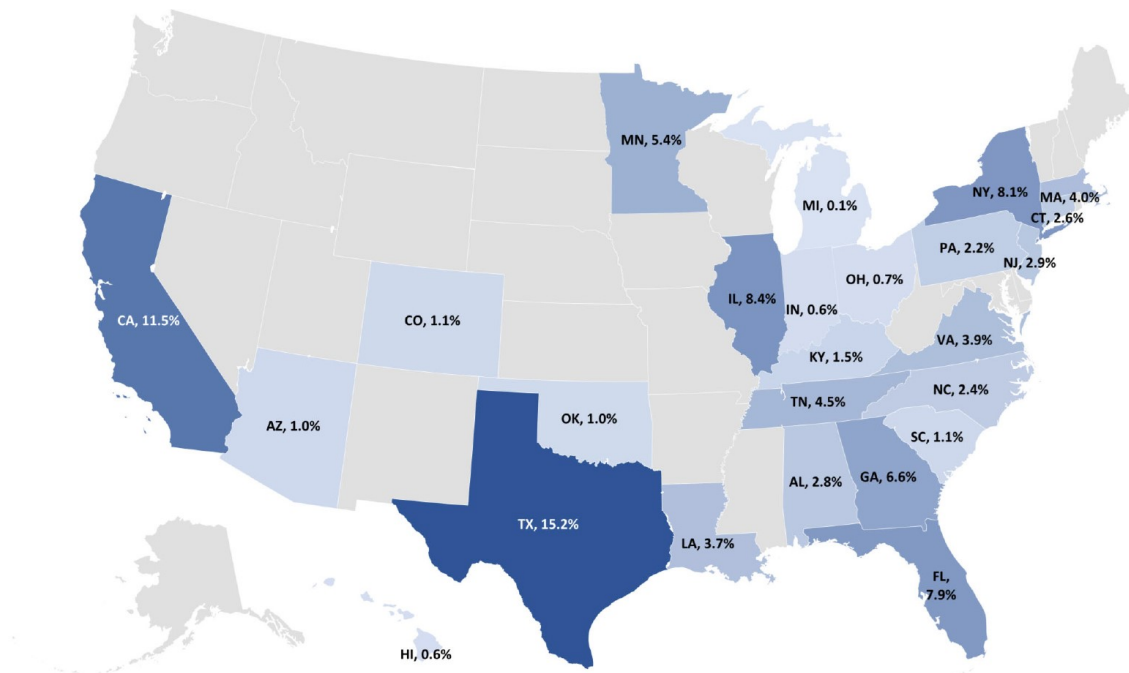 MN, 5.4%
NY, 8.1%
MA, 4.0%
MI, 0.1%
CT, 2.6%
PA, 2.2%
NJ, 2.9%
OH, 0.7%
IL, 8.4%
IN, 0.6%
CA, 11.5%
CO, 1.1%
VA, 3.9%
KY, 1.5%
NC, 2.4%
TN, 4.5%
OK, 1.0%
AZ, 1.0%
SC, 1.1%
AL, 2.8%
GA, 6.6%
TX, 15.2%
LA, 3.7%
FL,
7.9%
HI, 0.6%